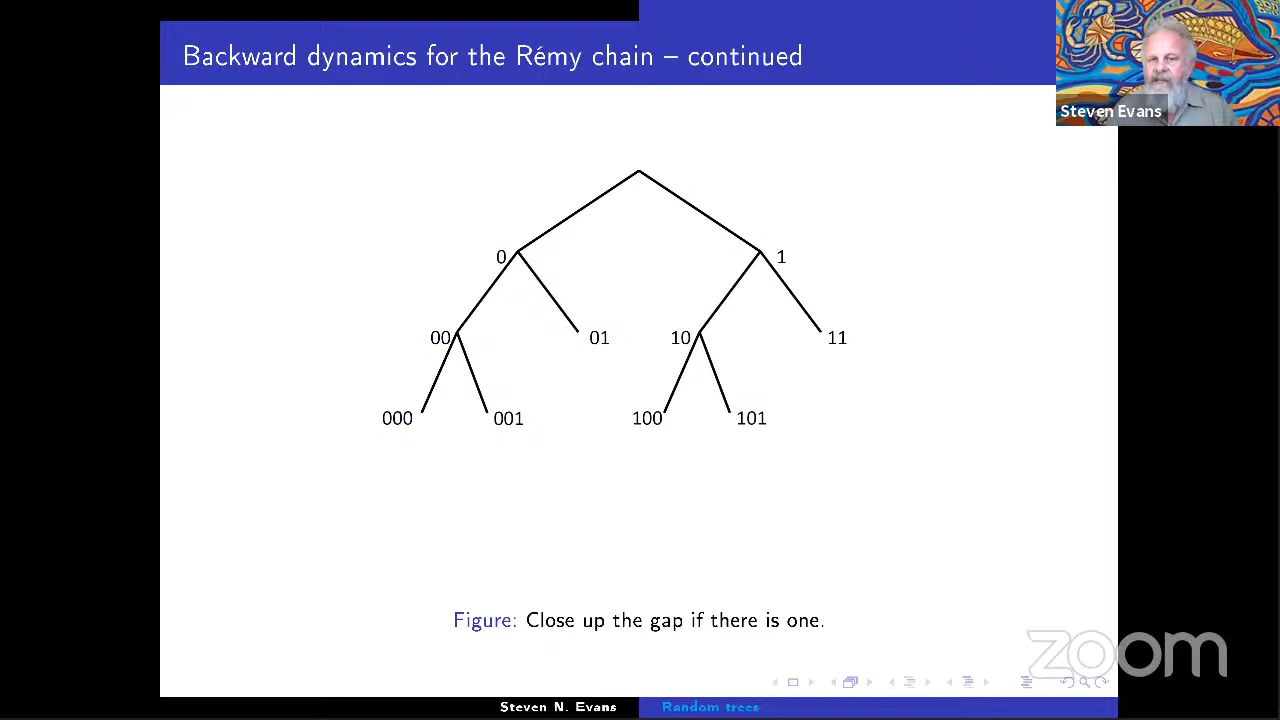 Backward dynamics for the Rémy chain – continued
Steven Evans
0
1
00
01
10
11
000
001
100
101
Figure: Close up the gap if there is one.
zoom
Steven N. Evans
Random trees